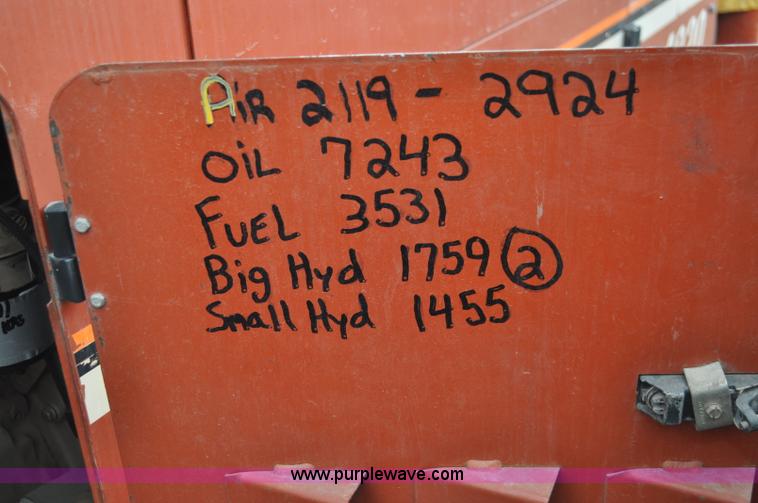 AiR 2119 - 2924
OiL 7243
FUEL 3531
Big Hyd 1759 2
Small Hyd 1455
www.purplewave.com